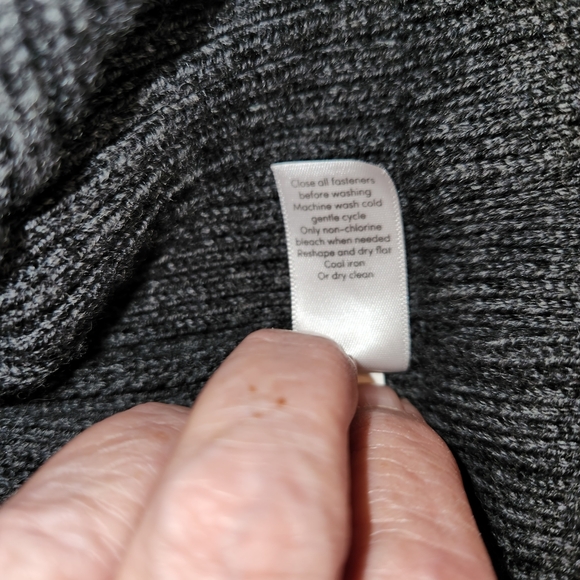 Close all fasteners
before washing
Machine wash cold
gentle cycle
Only non-chlorine
bleach when needed
Reshape and dry flat
Cool iron
Or dry clean